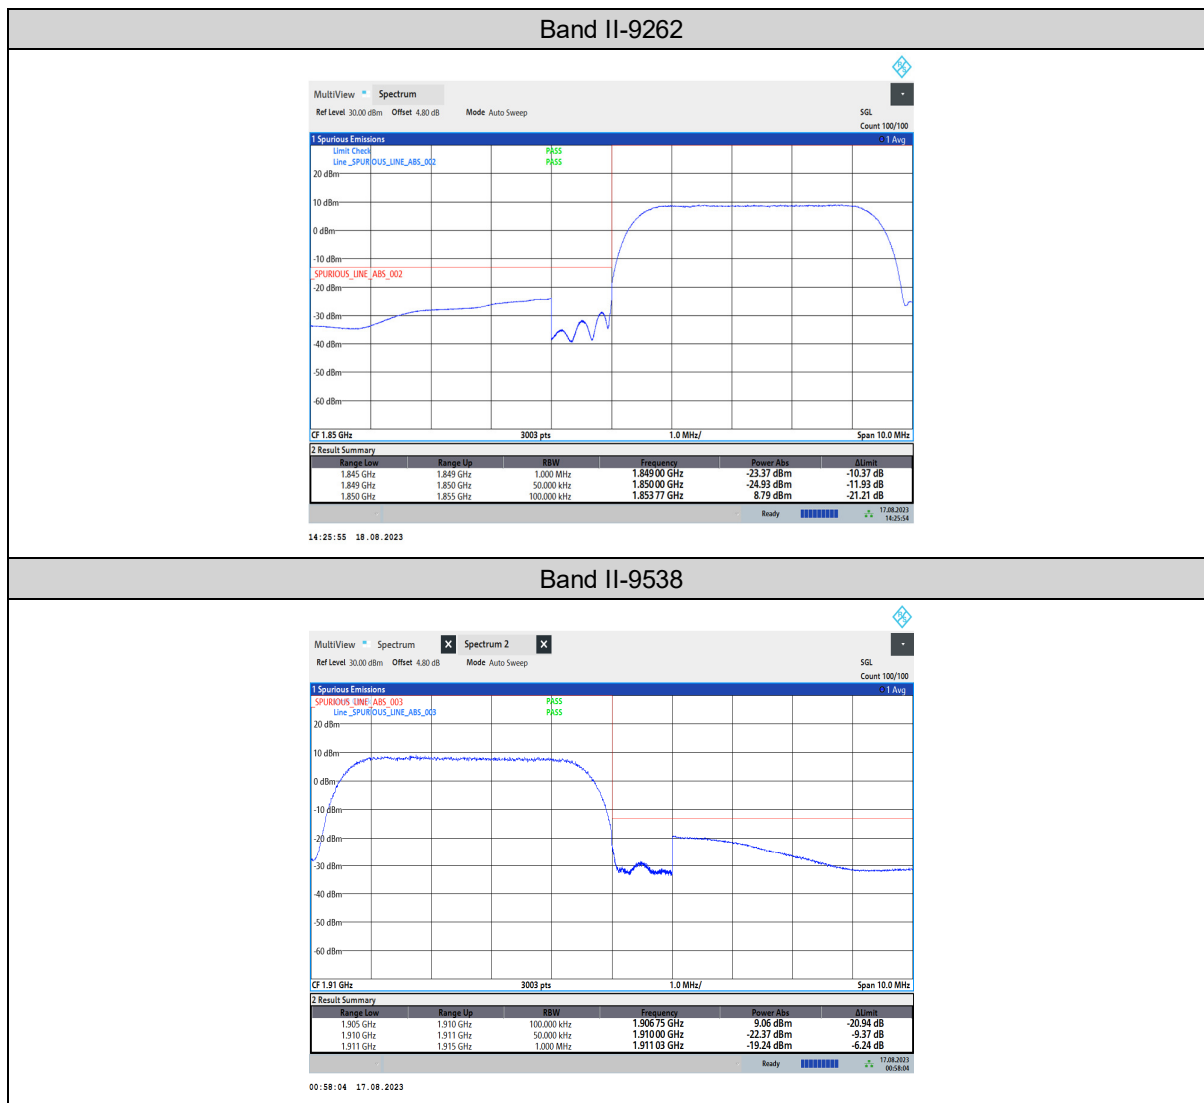 Band II-9262
MultiView Spectrum
Ref Level 30.00 dBm Offset 4.80 dB Mode Auto Sweep SGL
Count 100/100
1 Spurious Emissions 1 Avg
Limit Check PASS
Line _SPURIOUS_LINE_ABS_002 PASS
20 dBm
10 dBm
0 dBm
-10 dBm
_SPURIOUS_LINE_ABS_002
-20 dBm
-30 dBm
-40 dBm
-50 dBm
-60 dBm
CF 1.85 GHz 3003 pts 1.0 MHz/ Span 10.0 MHz
2 Result Summary
Range Low Range Up RBW Frequency Power Abs ΔLimit
1.845 GHz 1.849 GHz 1.000 MHz 1.84900 GHz -23.37 dBm -10.37 dB
1.849 GHz 1.850 GHz 50.000 kHz 1.85000 GHz -24.93 dBm -11.93 dB
1.850 GHz 1.855 GHz 100.000 kHz 1.85377 GHz 8.79 dBm -21.21 dB
Ready 17.08.2023
14:25:54
14:25:55 18.08.2023
Band II-9538
MultiView Spectrum X Spectrum 2 X
Ref Level 30.00 dBm Offset 4.80 dB Mode Auto Sweep SGL
Count 100/100
1 Spurious Emissions 1 Avg
_SPURIOUS_LINE_ABS_003 PASS
Line _SPURIOUS_LINE_ABS_003 PASS
20 dBm
10 dBm
0 dBm
-10 dBm
-20 dBm
-30 dBm
-40 dBm
-50 dBm
-60 dBm
CF 1.91 GHz 3003 pts 1.0 MHz/ Span 10.0 MHz
2 Result Summary
Range Low Range Up RBW Frequency Power Abs ΔLimit
1.905 GHz 1.910 GHz 100.000 kHz 1.90675 GHz 9.06 dBm -20.94 dB
1.910 GHz 1.911 GHz 50.000 kHz 1.91000 GHz -22.37 dBm -9.37 dB
1.911 GHz 1.915 GHz 1.000 MHz 1.91103 GHz -19.24 dBm -6.24 dB
Ready 17.08.2023
00:58:04
00:58:04 17.08.2023